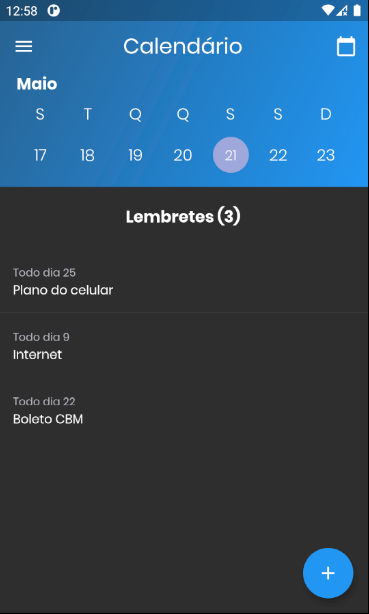 12:58
Calendário
Maio
S T Q Q S S D
17 18 19 20 21 22 23
Lembretes (3)
Todo dia 25
Plano do celular
Todo dia 9
Internet
Todo dia 22
Boleto CBM
+